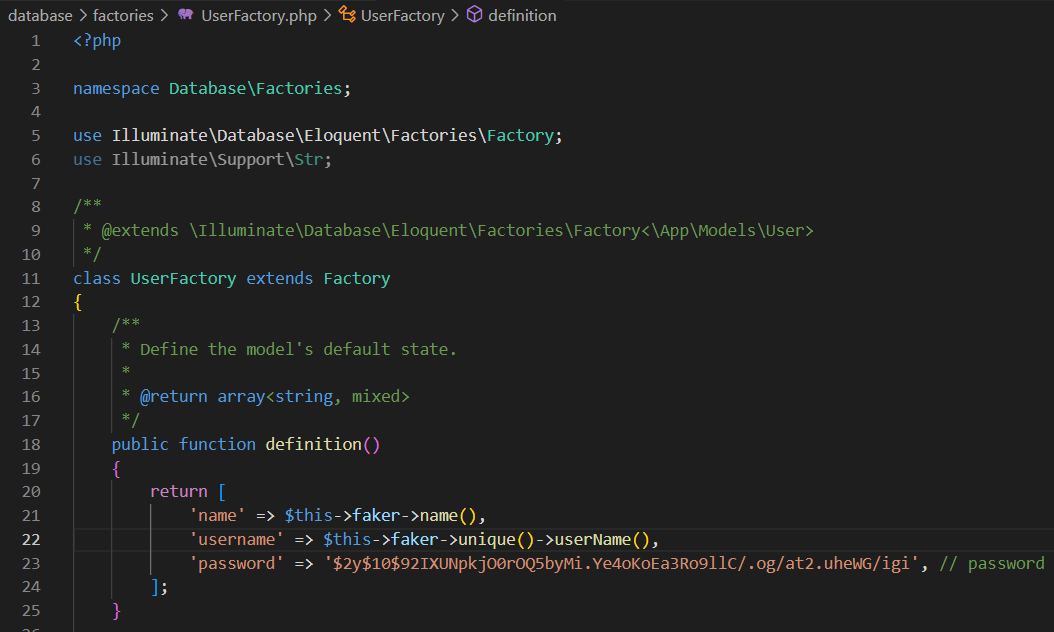 database > factories > UserFactory.php > UserFactory > definition
1 <?php
2
3 namespace Database\Factories;
4
5 use Illuminate\Database\Eloquent\Factories\Factory;
6 use Illuminate\Support\Str;
7
8 /**
9  * @extends \Illuminate\Database\Eloquent\Factories\Factory<\App\Models\User>
10  */
11 class UserFactory extends Factory
12 {
13     /**
14      * Define the model's default state.
15      *
16      * @return array<string, mixed>
17      */
18     public function definition()
19     {
20         return [
21             'name' => $this->faker->name(),
22             'username' => $this->faker->unique()->userName(),
23             'password' => '$2y$10$92IXUNpkjO0rOQ5byMi.Ye4oKoEa3Ro9llC/.og/at2.uheWG/igi', // password
24         ];
25     }
26